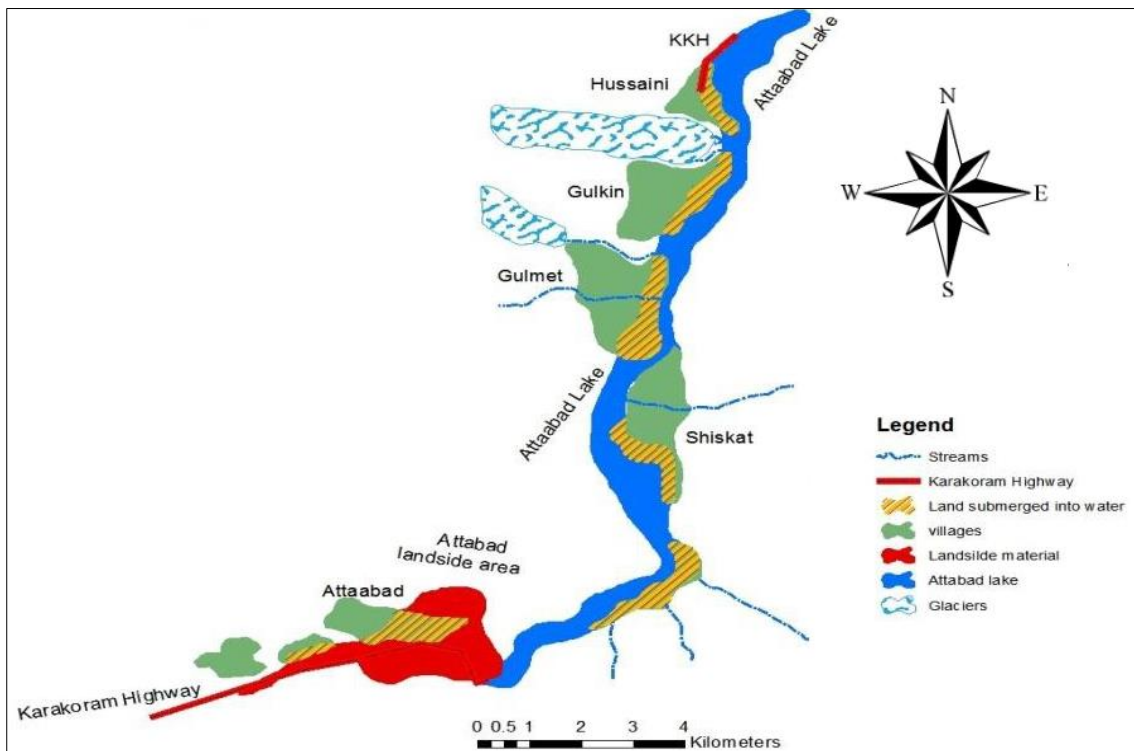 KKH
Attaabad Lake
Hussaini
N
Gulkin
W
E
Gulmet
S
Attaabad Lake
Shiskat
Legend
Streams
Karakoram Highway
Land submerged into water
villages
Landsilde material
Attabad lake
Glaciers
Attabad
landside area
Attaabad
Karakoram Highway
0 0.5 1 2 3 4
Kilometers